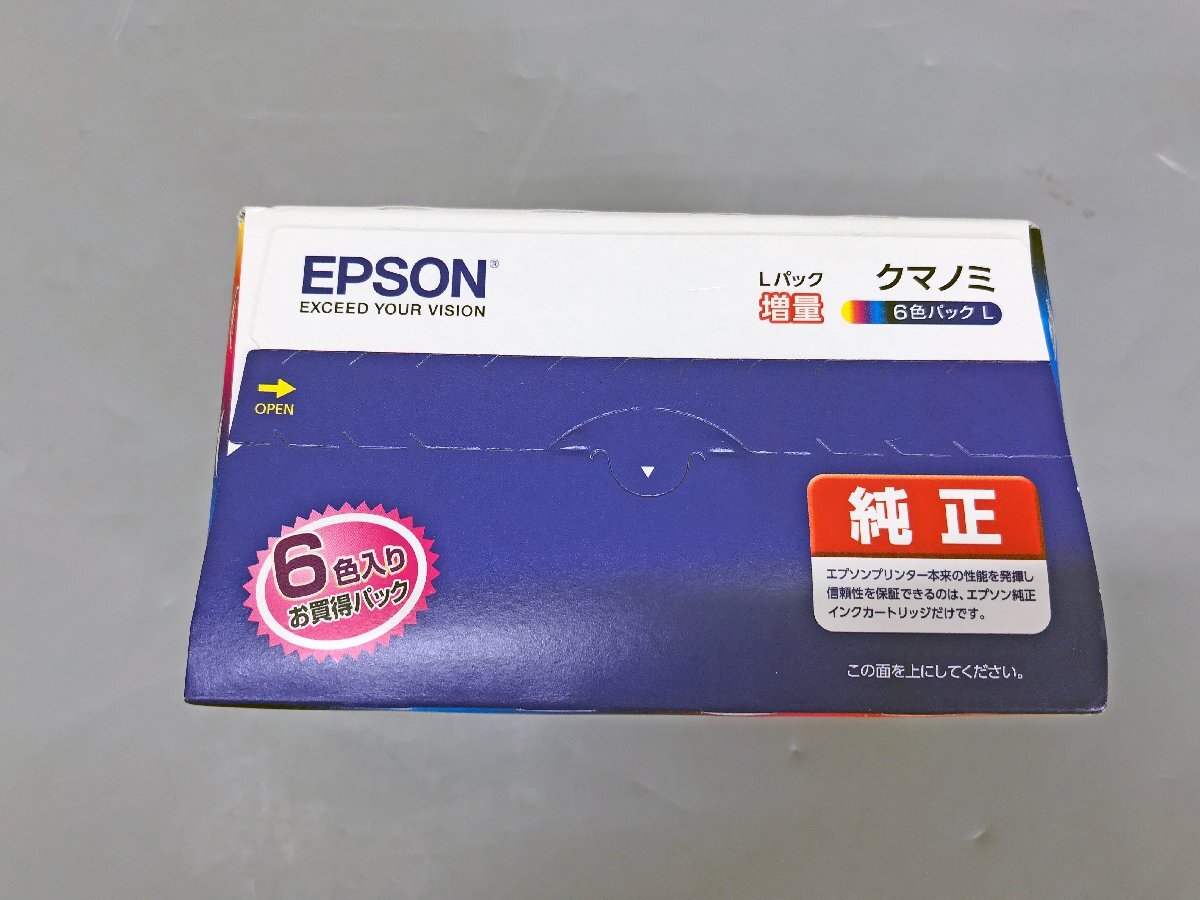 EPSON®
EXCEED YOUR VISION
Lパック
増量
クマノミ
6色パック L
OPEN
6色入り
お買得パック
純正
エプソンプリンター本来の性能を発揮し
信頼性を保証できるのは、エプソン純正
インクカートリッジだけです。
この面を上にしてください。